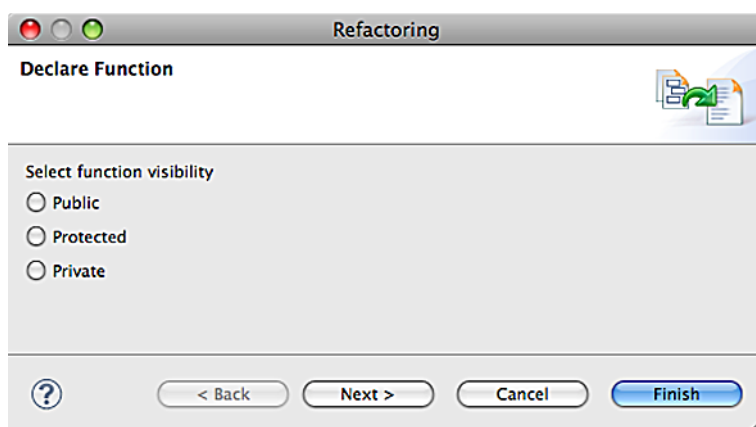 Refactoring
Declare Function
Select function visibility
Public
Protected
Private
?
< Back Next > Cancel Finish